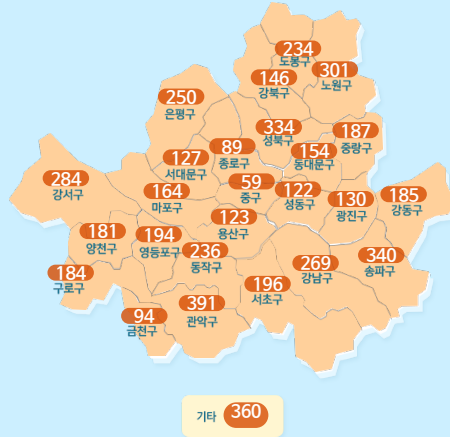 234
도봉구
146
강북구
301
노원구
250
은평구
334
성북구
187
중랑구
89
종로구
154
동대문구
127
서대문구
284
강서구
164
마포구
59
중구
122
성동구
130
광진구
185
강동구
123
용산구
181
양천구
194
영등포구
236
동작구
340
송파구
269
강남구
184
구로구
196
서초구
391
관악구
94
금천구
기타 360